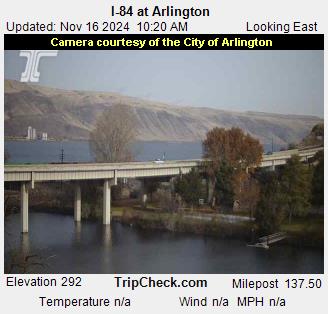 I-84 at Arlington
Updated: Nov 16 2024 10:20 AM Looking East
Camera courtesy of the City of Arlington
Elevation 292 TripCheck.com Milepost 137.50
Temperature n/a Wind n/a MPH n/a